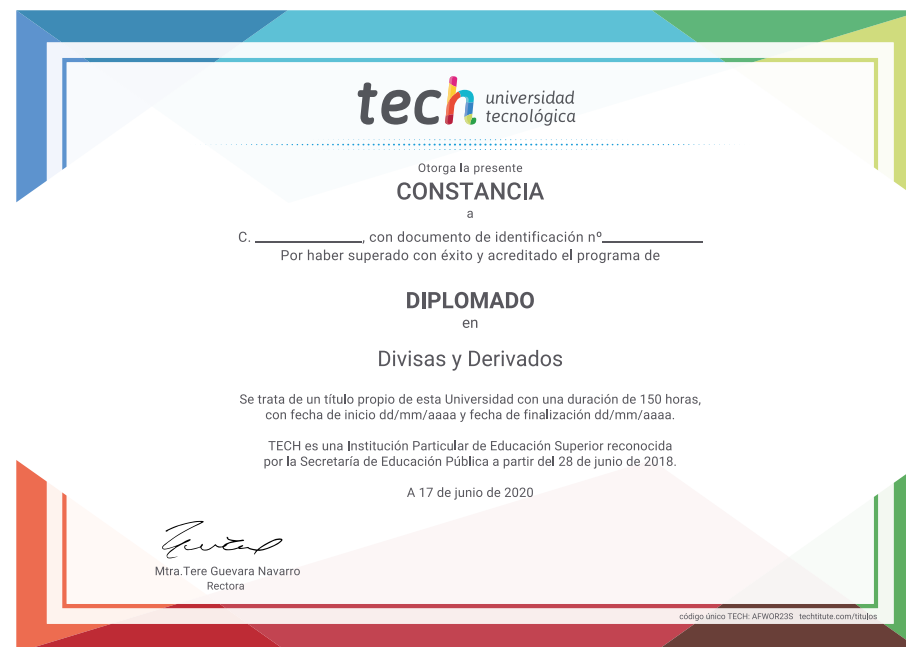 tech universidad
tecnológica
Otorga la presente
CONSTANCIA
a
C. ________________, con documento de identificación nº________________
Por haber superado con éxito y acreditado el programa de
DIPLOMADO
en
Divisas y Derivados
Se trata de un título propio de esta Universidad con una duración de 150 horas,
con fecha de inicio dd/mm/aaaa y fecha de finalización dd/mm/aaaa.
TECH es una Institución Particular de Educación Superior reconocida
por la Secretaría de Educación Pública a partir del 28 de junio de 2018.
A 17 de junio de 2020
Mtra.Tere Guevara Navarro
Rectora
código único TECH: AFWOR23S techtitute.com/titulos